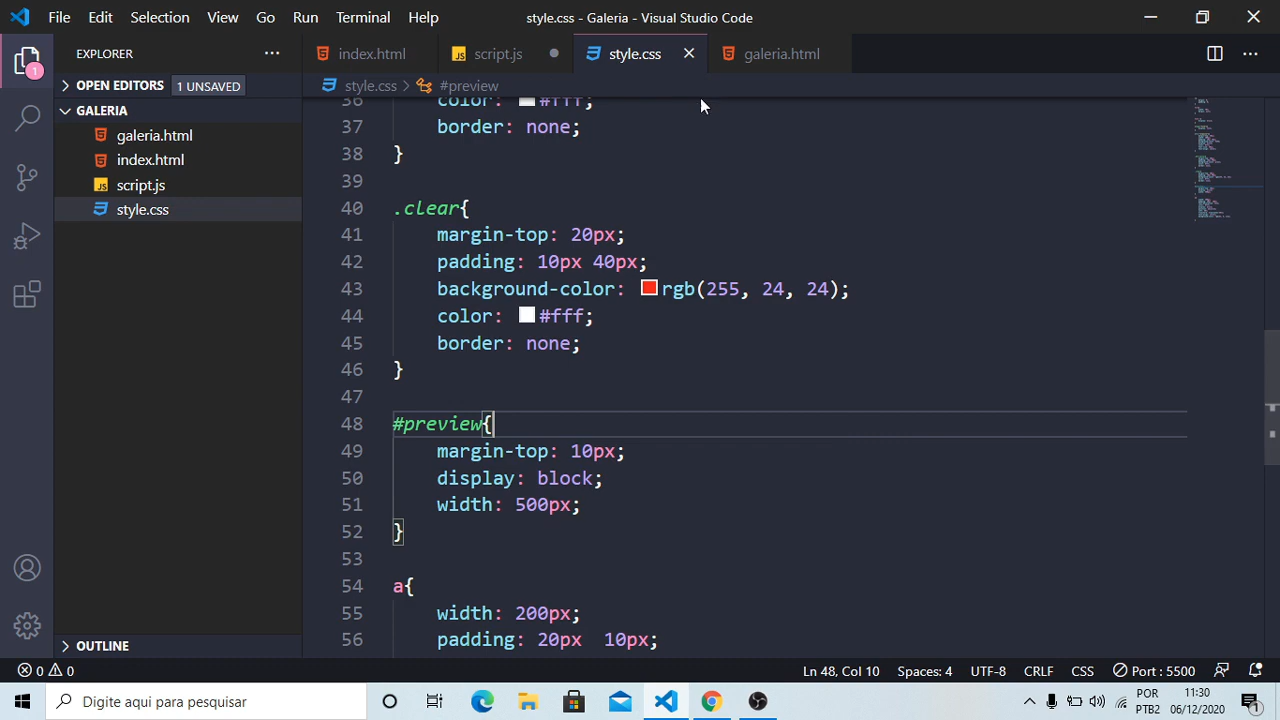 File Edit Selection View Go Run Terminal Help
style.css - Galeria - Visual Studio Code
EXPLORER
OPEN EDITORS 1 UNSAVED
GALERIA
galeria.html
index.html
script.js
style.css
OUTLINE
1
index.html
script.js
style.css
galeria.html
style.css > #preview
36 color: #fff;
37 border: none;
38 }
39
40 .clear{
41 margin-top: 20px;
42 padding: 10px 40px;
43 background-color: rgb(255, 24, 24);
44 color: #fff;
45 border: none;
46 }
47
48 #preview{
49 margin-top: 10px;
50 display: block;
51 width: 500px;
52 }
53
54 a{
55 width: 200px;
56 padding: 20px  10px;
0 0 Ln 48, Col 10 Spaces: 4 UTF-8 CRLF CSS Port : 5500
Digite aqui para pesquisar
POR
PTB2
11:30
06/12/2020
1